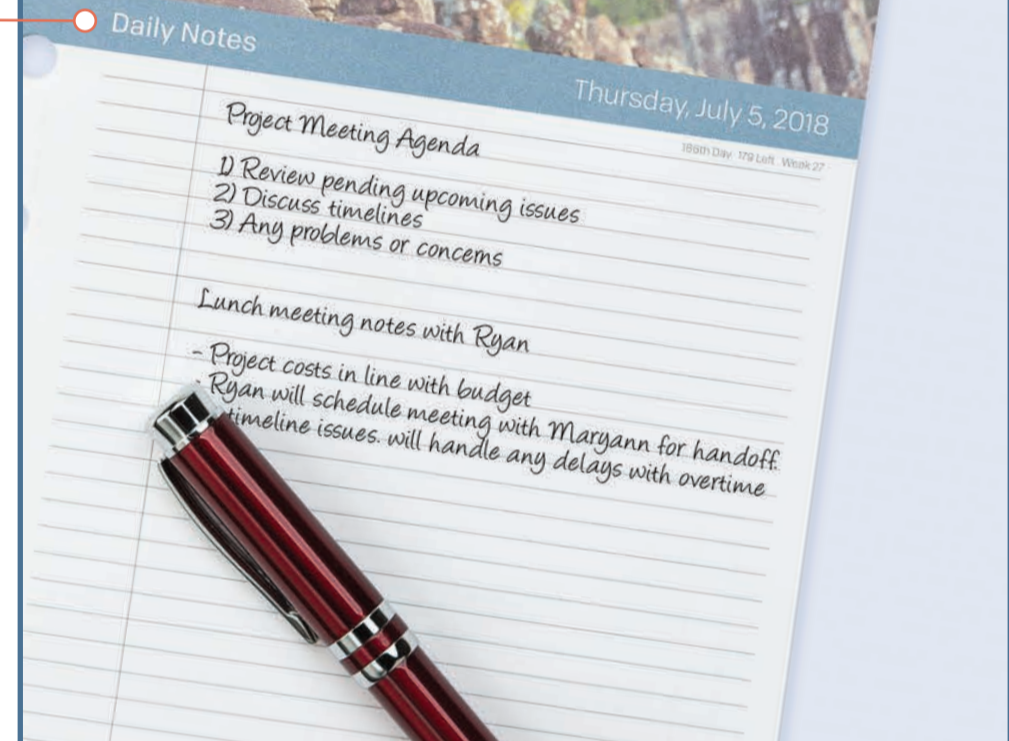 Daily Notes
Thursday, July 5, 2018
186th Day 179 Left Week 27
Project Meeting Agenda
1) Review pending upcoming issues
2) Discuss timelines
3) Any problems or concerns
Lunch meeting notes with Ryan
- Project costs in line with budget
- Ryan will schedule meeting with Maryann for handoff.
timeline issues. will handle any delays with overtime